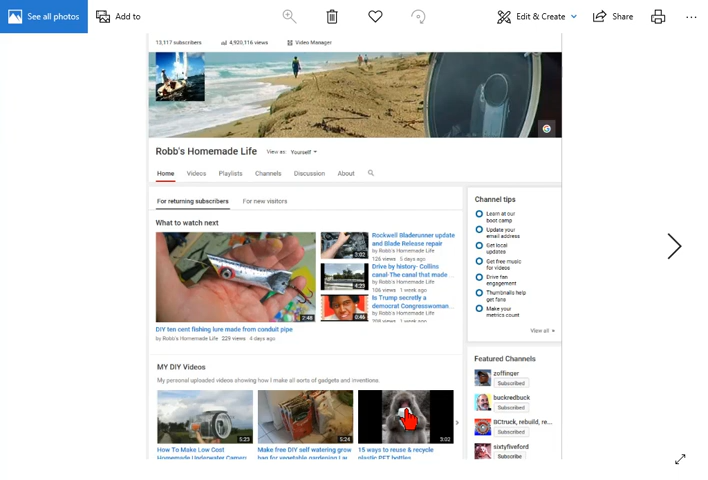 See all photos
Add to
Edit & Create
Share
13,117 subscribers
4,920,116 views
Video Manager
Robb's Homemade Life
View as: Yourself
Home
Videos
Playlists
Channels
Discussion
About
For returning subscribers
For new visitors
What to watch next
2:48
DIY ten cent fishing lure made from conduit pipe
by Robb's Homemade Life 225 views 4 days ago
3:02
Rockwell Bladerunner update
and Blade Release repair
by Robb's Homemade Life
126 views 5 days ago
4:25
Drive by history- Collins
canal-The canal that made ...
by Robb's Homemade Life
106 views 1 week ago
0:46
Is Trump secretly a
democrat Congresswoman...
by Robb's Homemade Life
views 1 week ago
MY DIY Videos
My personal uploaded videos showing how I make all sorts of gadgets and inventions.
5:23
How To Make Low Cost
Homemade Underwater Camera
5:24
Make free DIY self watering grow
bag for vegetable gardening
3:02
15 ways to reuse & recycle
plastic PET bottles
Channel tips
Learn at our
boot camp
Update your
email address
Get local
updates
Get free music
for videos
Drive fan
engagement
Thumbnails help
get fans
Make your
metrics count
View all
Featured Channels
zoffinger
Subscribed
buckredbuck
Subscribed
BCtruck, rebuild, re...
Subscribed
sixtyfiveford
Subscribe